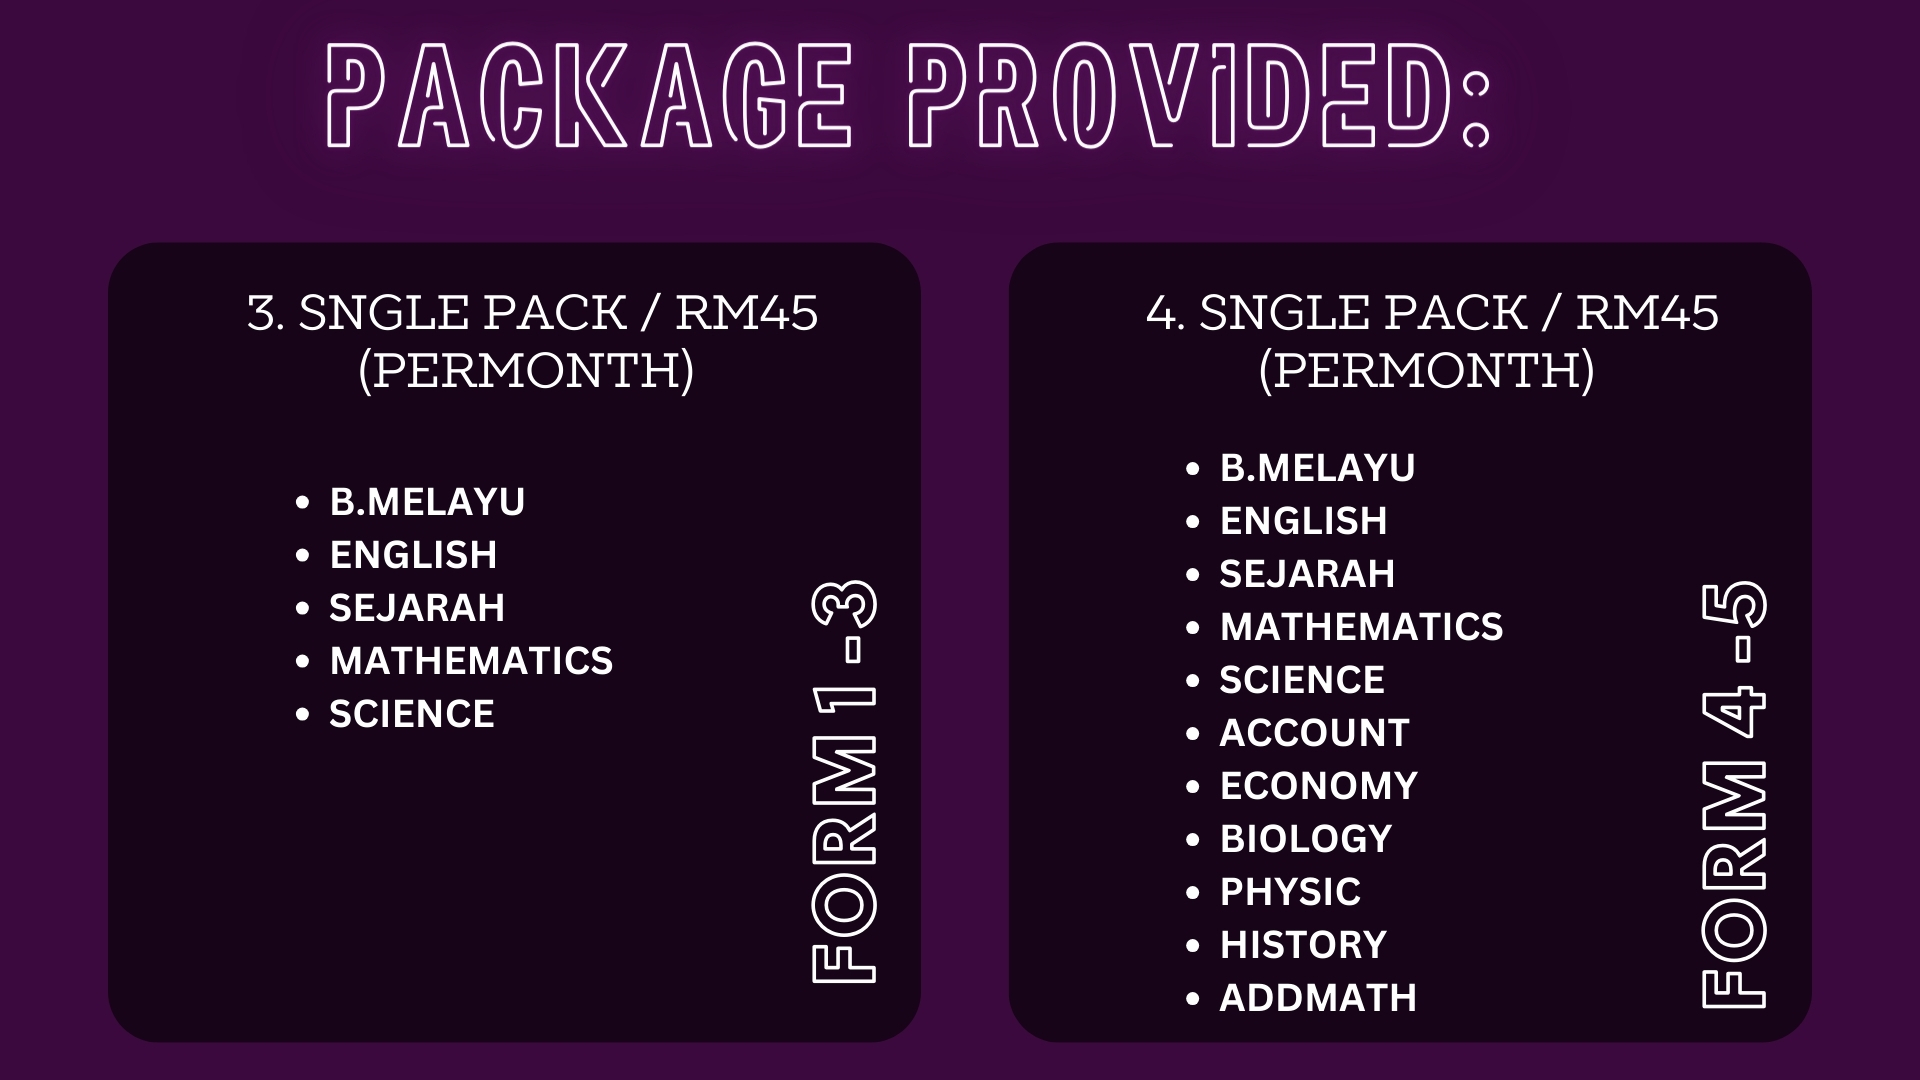 PACKAGE PROVIDED:
3. SNGLE PACK / RM45
(PERMONTH)
• B.MELAYU
• ENGLISH
• SEJARAH
• MATHEMATICS
• SCIENCE
FORM 1 -3
4. SNGLE PACK / RM45
(PERMONTH)
• B.MELAYU
• ENGLISH
• SEJARAH
• MATHEMATICS
• SCIENCE
• ACCOUNT
• ECONOMY
• BIOLOGY
• PHYSIC
• HISTORY
• ADDMATH
FORM 4 -5